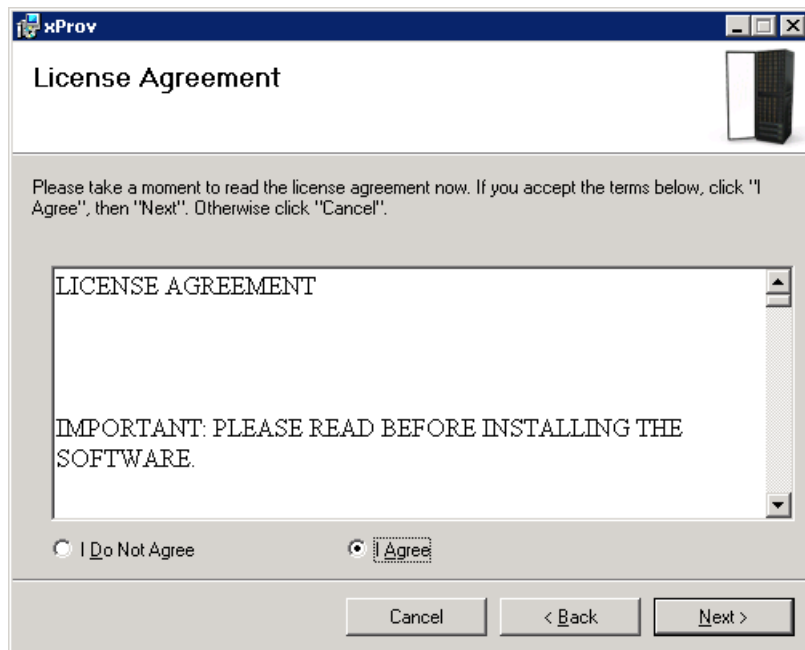 xProv
License Agreement
Please take a moment to read the license agreement now. If you accept the terms below, click "I
Agree", then "Next". Otherwise click "Cancel".
LICENSE AGREEMENT
IMPORTANT: PLEASE READ BEFORE INSTALLING THE
SOFTWARE.
I Do Not Agree
I Agree
Cancel
< Back
Next >